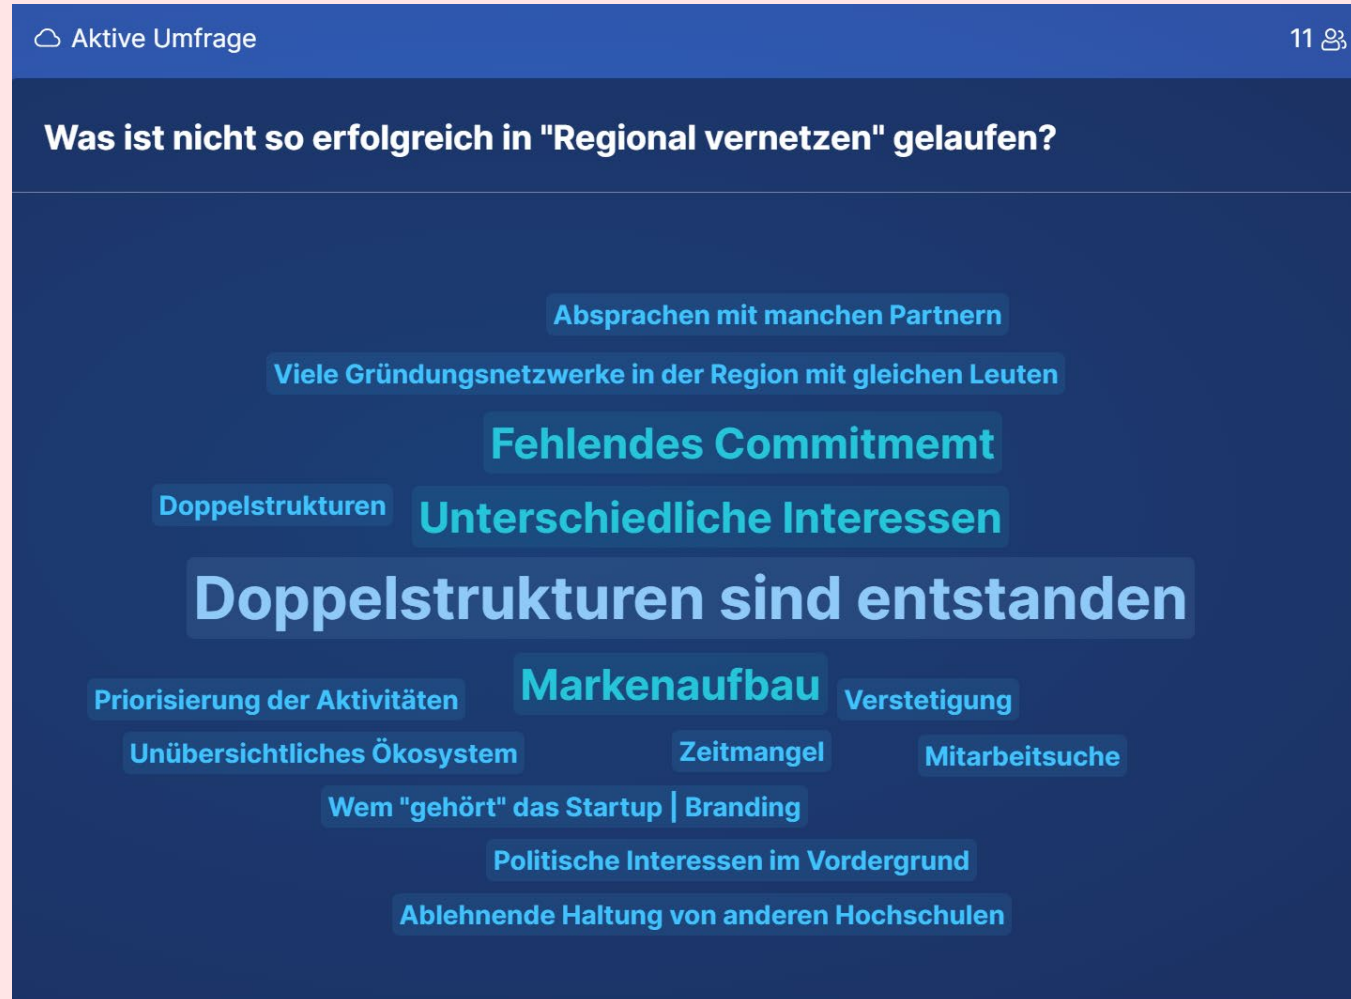 Aktive Umfrage
11
Was ist nicht so erfolgreich in "Regional vernetzen" gelaufen?
Absprachen mit manchen Partnern
Viele Gründungsnetzwerke in der Region mit gleichen Leuten
Fehlendes Commitmemt
Doppelstrukturen
Unterschiedliche Interessen
Doppelstrukturen sind entstanden
Priorisierung der Aktivitäten
Markenaufbau
Verstetigung
Unübersichtliches Ökosystem
Zeitmangel
Mitarbeitsuche
Wem "gehört" das Startup | Branding
Politische Interessen im Vordergrund
Ablehnende Haltung von anderen Hochschulen